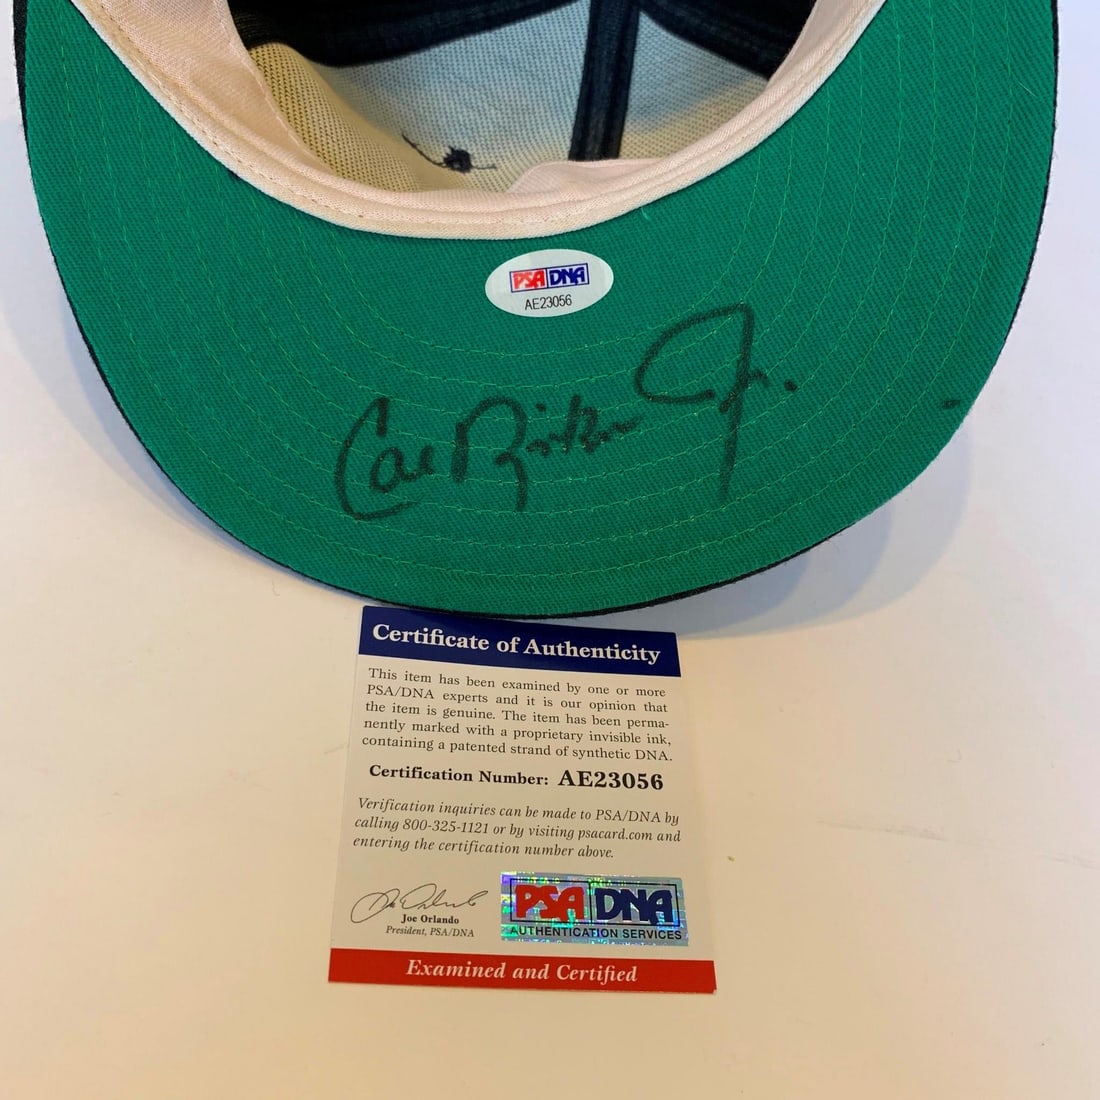 PSA DNA
AE23056
Cal Ripken Jr.
Certificate of Authenticity
This item has been examined by one or more
PSA/DNA experts and it is our opinion that
the item is genuine. The item has been perma-
nently marked with a proprietary invisible ink,
containing a patented strand of synthetic DNA.
Certification Number: AE23056
Verification inquiries can be made to PSA/DNA by
calling 800-325-1121 or by visiting psacard.com and
entering the certification number above.
Joe Orlando
Joe Orlando
President, PSA/DNA
PSA DNA
AUTHENTICATION SERVICES
Examined and Certified